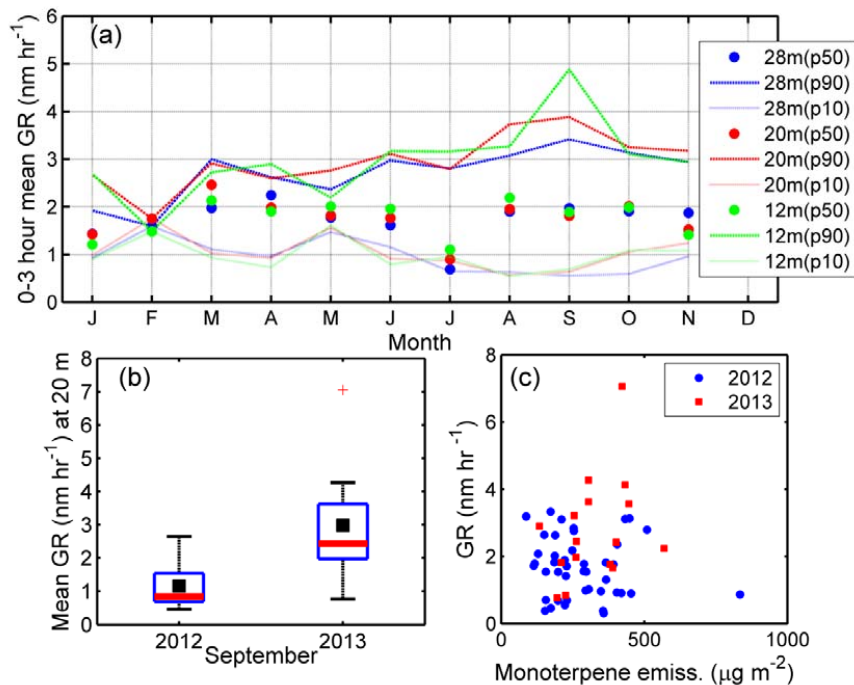 6
(a)
5
4
3
2
1
0
0-3 hour mean GR (nm hr⁻¹)
J F M A M J J A S O N D
Month
28m(p50)
28m(p90)
28m(p10)
20m(p50)
20m(p90)
20m(p10)
12m(p50)
12m(p90)
12m(p10)
8
(b)
7
6
5
4
3
2
1
0
Mean GR (nm hr⁻¹) at 20 m
2012 2013
September
8
(c)
6
4
2
0
GR (nm hr⁻¹)
2012
2013
0 500 1000
Monoterpene emiss. (μg m⁻²)